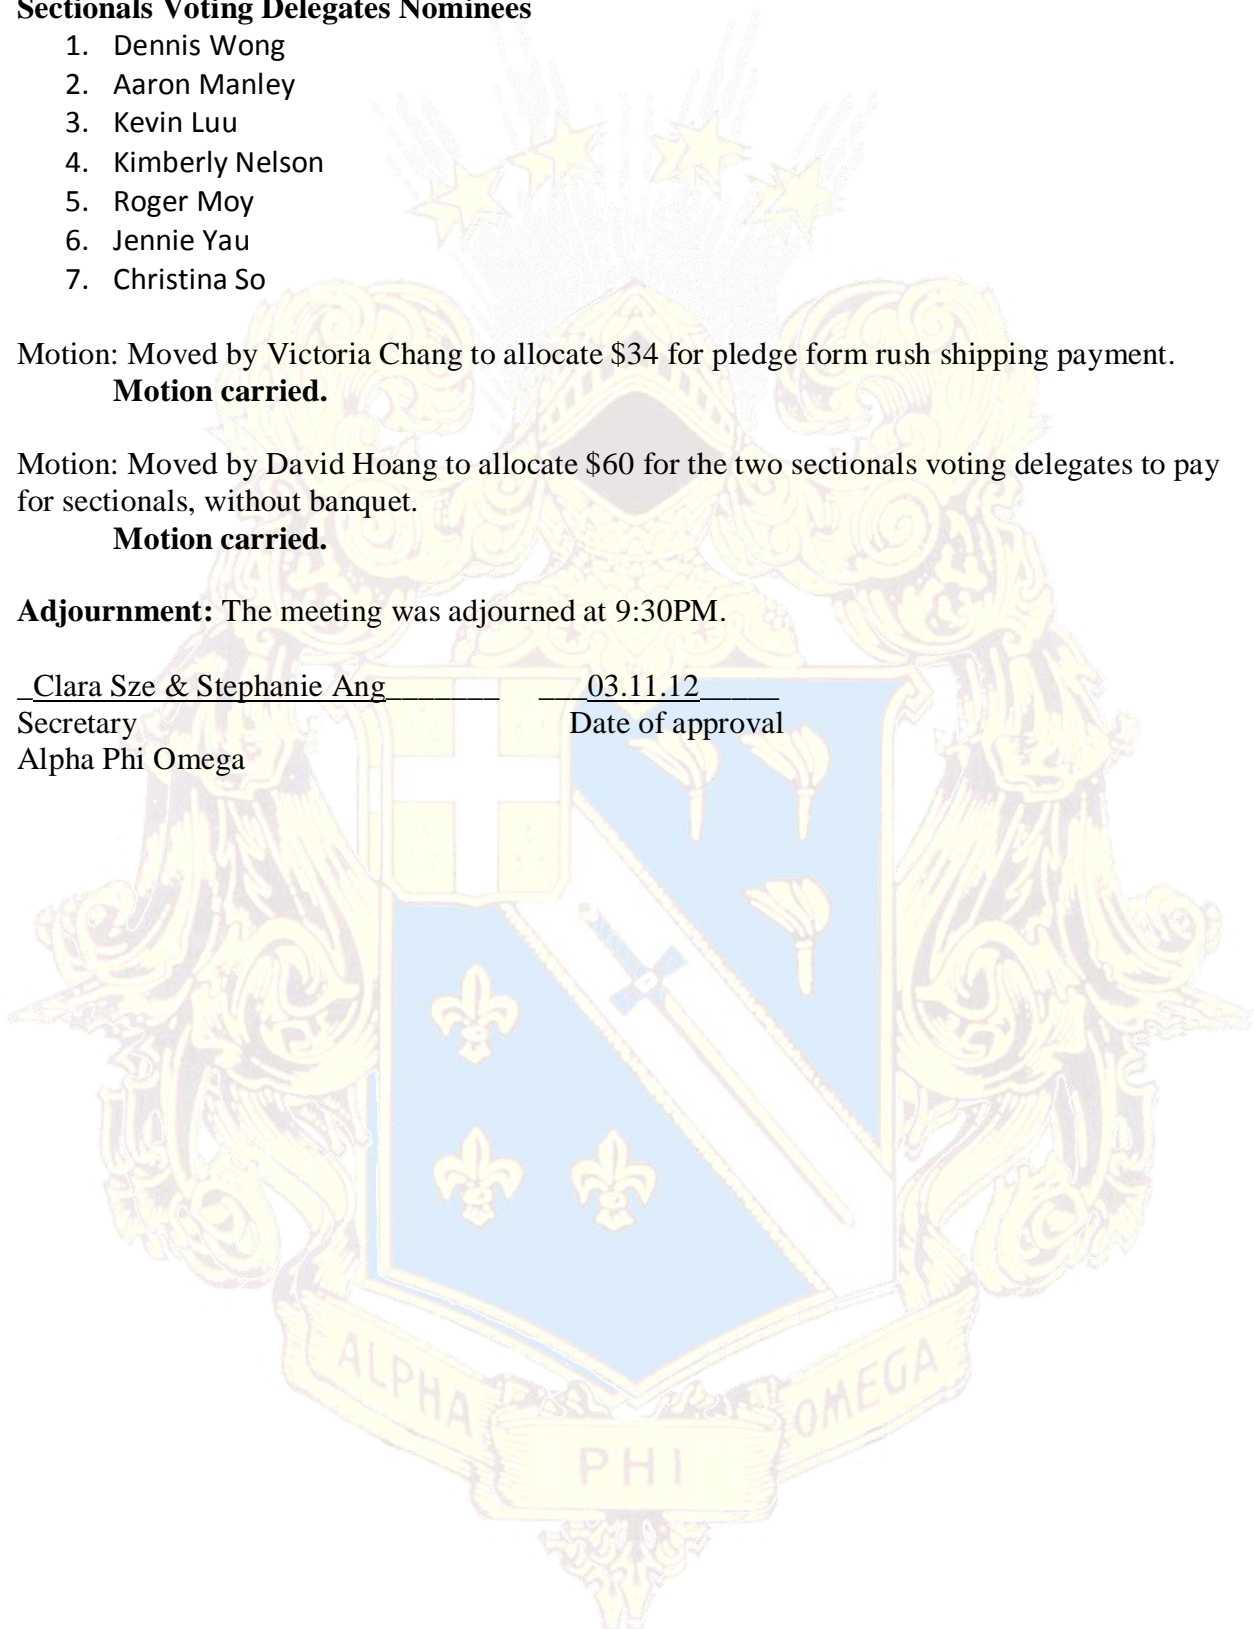 Sectionals Voting Delegates Nominees
1. Dennis Wong
2. Aaron Manley
3. Kevin Luu
4. Kimberly Nelson
5. Roger Moy
6. Jennie Yau
7. Christina So
Motion: Moved by Victoria Chang to allocate $34 for pledge form rush shipping payment.
Motion carried.
Motion: Moved by David Hoang to allocate $60 for the two sectionals voting delegates to pay
for sectionals, without banquet.
Motion carried.
Adjournment: The meeting was adjourned at 9:30PM.
_Clara Sze & Stephanie Ang_______ ___03.11.12_____
Secretary Date of approval
Alpha Phi Omega
ALPHA PHI OMEGA